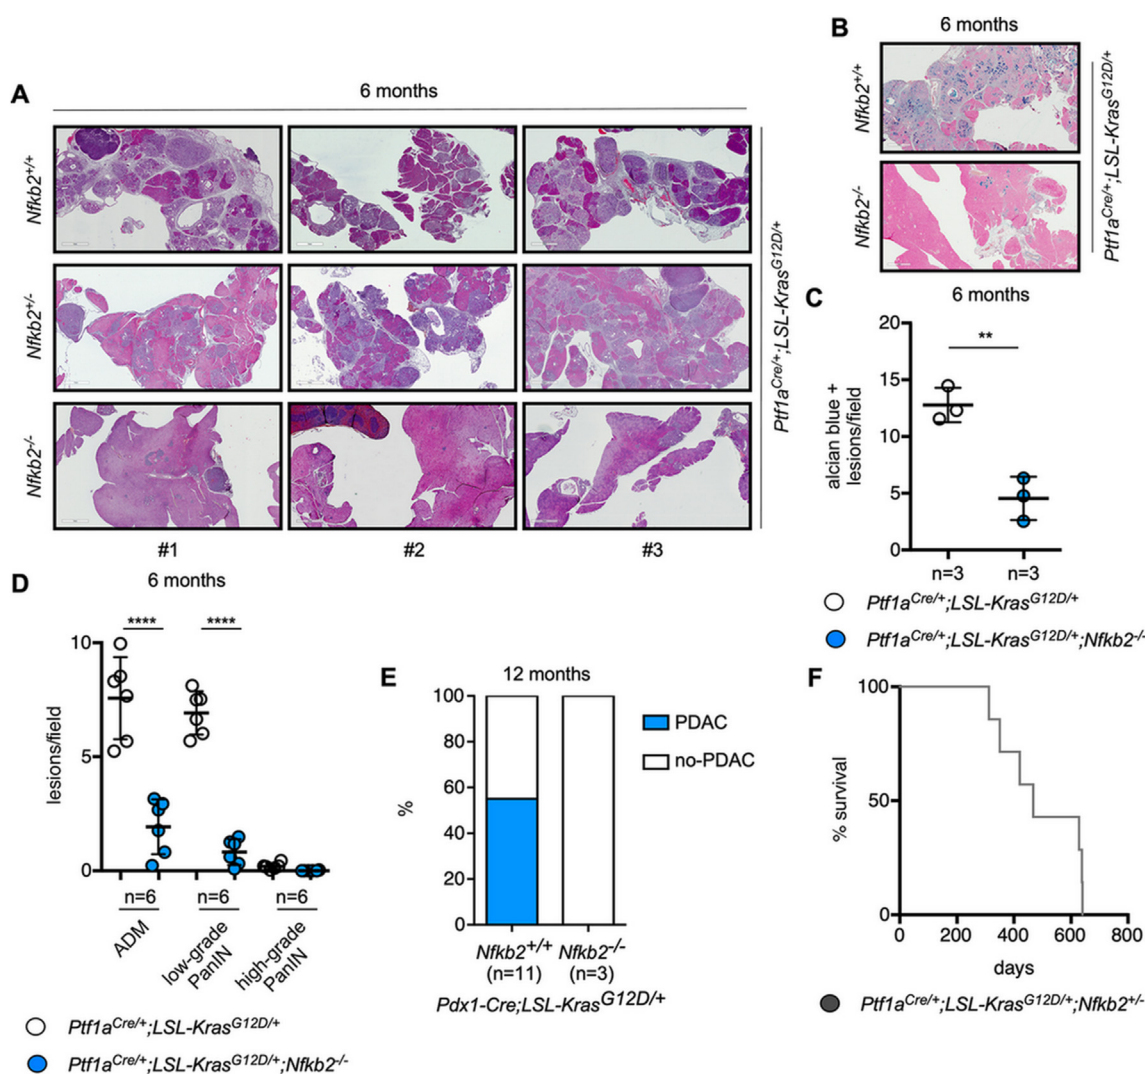 A
6 months
Nfkb2+/+
Nfkb2+/-
Nfkb2-/-
#1
#2
#3
Ptf1aCre/+;LSL-KrasG12D/+
B
6 months
Nfkb2+/+
Nfkb2-/-
Ptf1aCre/+;LSL-KrasG12D/+
C
6 months
**
alcian blue +
lesions/field
20
15
10
5
0
n=3
n=3
Ptf1aCre/+;LSL-KrasG12D/+
Ptf1aCre/+;LSL-KrasG12D/+;Nfkb2-/-
D
6 months
****
****
lesions/field
10
5
0
n=6
n=6
n=6
ADM
low-grade
PanIN
high-grade
PanIN
Ptf1aCre/+;LSL-KrasG12D/+
Ptf1aCre/+;LSL-KrasG12D/+;Nfkb2-/-
E
12 months
%
100
80
60
40
20
0
PDAC
no-PDAC
Nfkb2+/+
(n=11)
Nfkb2-/-
(n=3)
Pdx1-Cre;LSL-KrasG12D/+
F
% survival
100
50
0
0 200 400 600 800
days
Ptf1aCre/+;LSL-KrasG12D/+;Nfkb2+/-